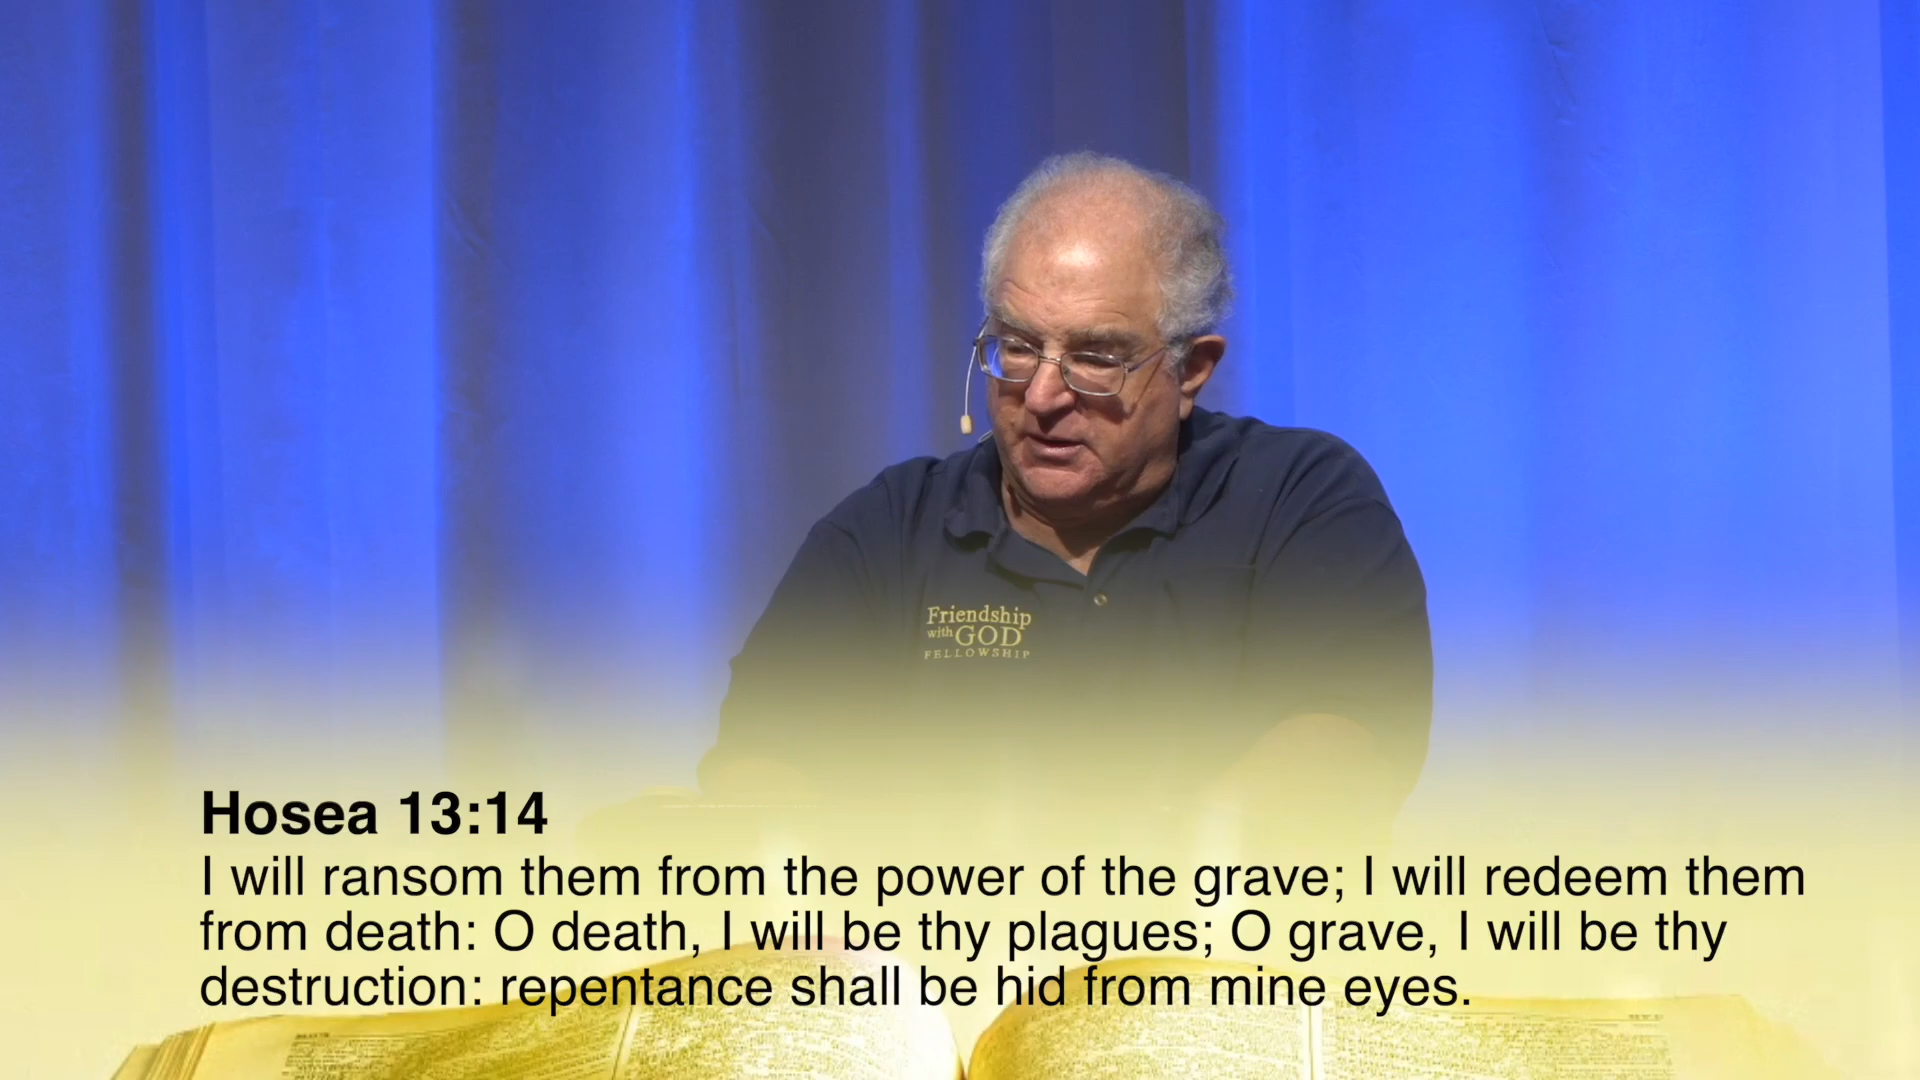 Friendship
with GOD
FELLOWSHIP
Hosea 13:14
I will ransom them from the power of the grave; I will redeem them
from death: O death, I will be thy plagues; O grave, I will be thy
destruction: repentance shall be hid from mine eyes.